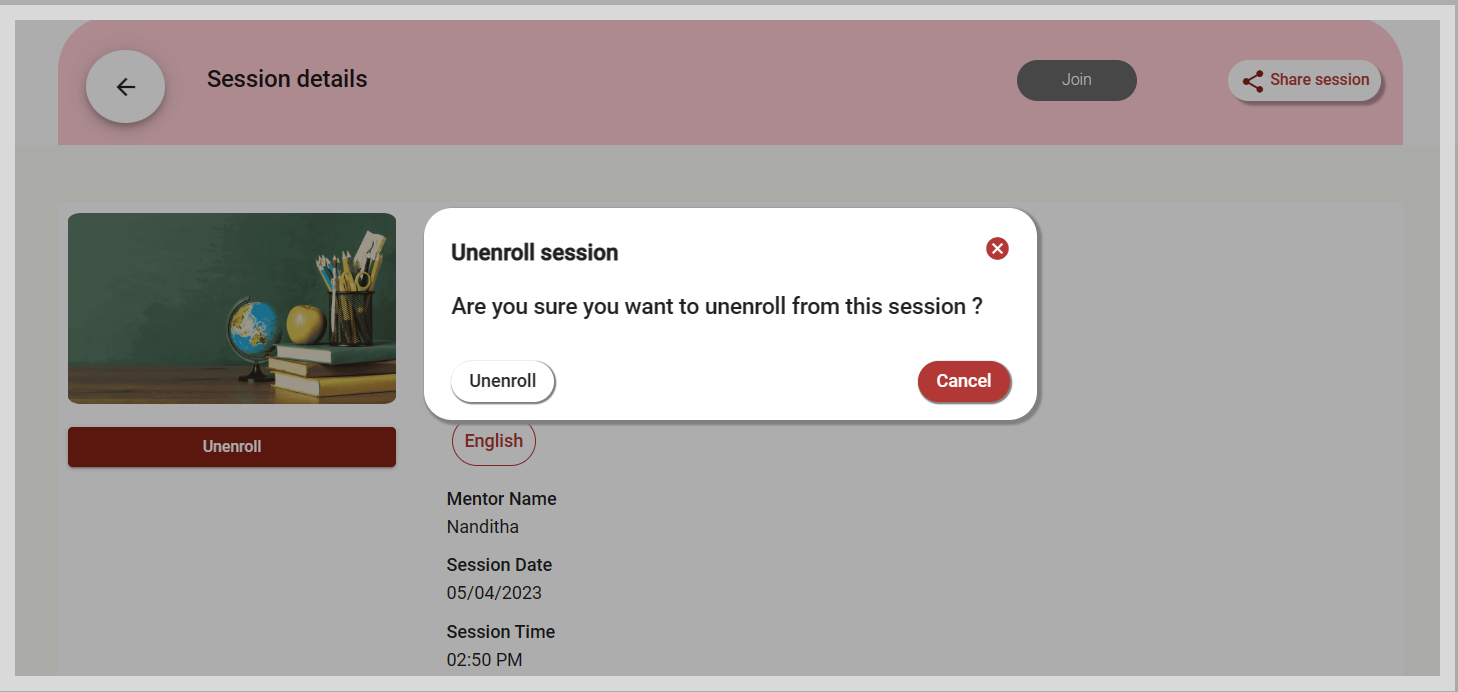 Session details
Join
Share session
Unenroll session
Are you sure you want to unenroll from this session ?
Unenroll
Cancel
Unenroll
English
Mentor Name
Nanditha
Session Date
05/04/2023
Session Time
02:50 PM